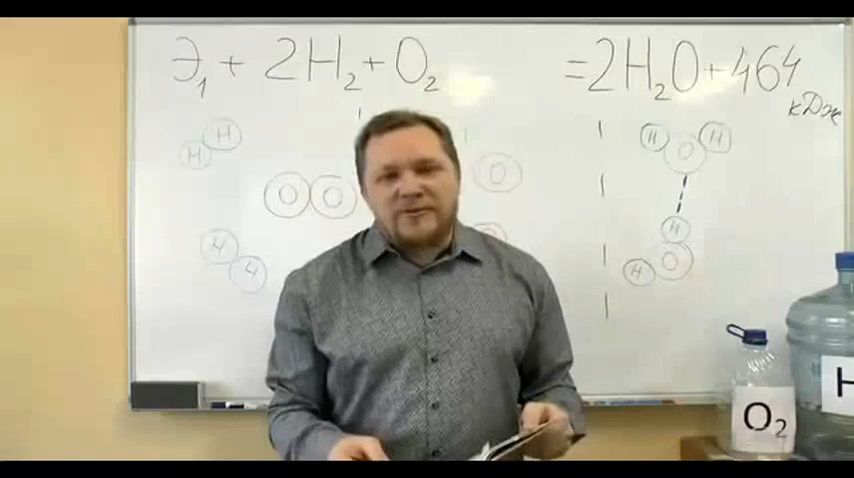 Э₁ + 2H₂ + O₂ = 2H₂O + 464 кДж
H H
O O
O
H H
H O H
H
H O
O₂
H